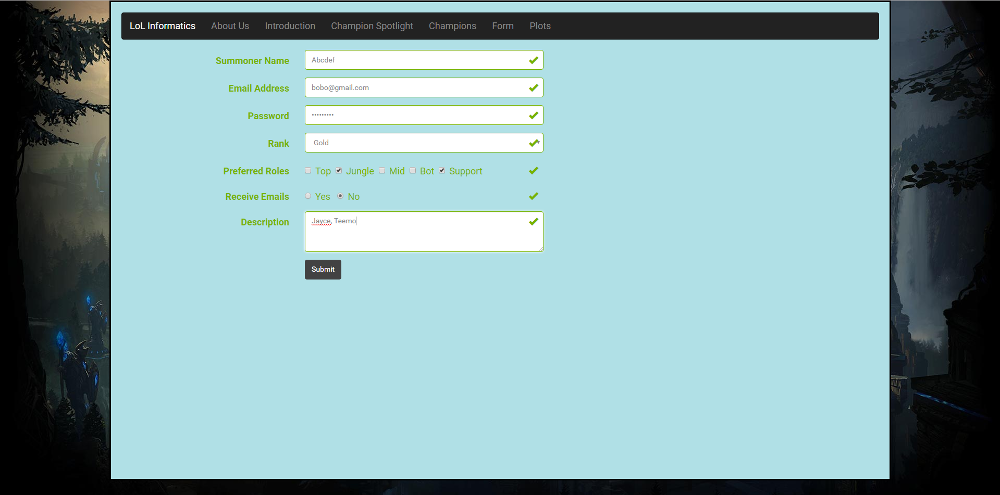 LoL Informatics About Us Introduction Champion Spotlight Champions Form Plots
Summoner Name Abcdef
Email Address bobo@gmail.com
Password •••••••••
Rank Gold
Preferred Roles Top Jungle Mid Bot Support
Receive Emails Yes No
Description Jayce, Teemo
Submit